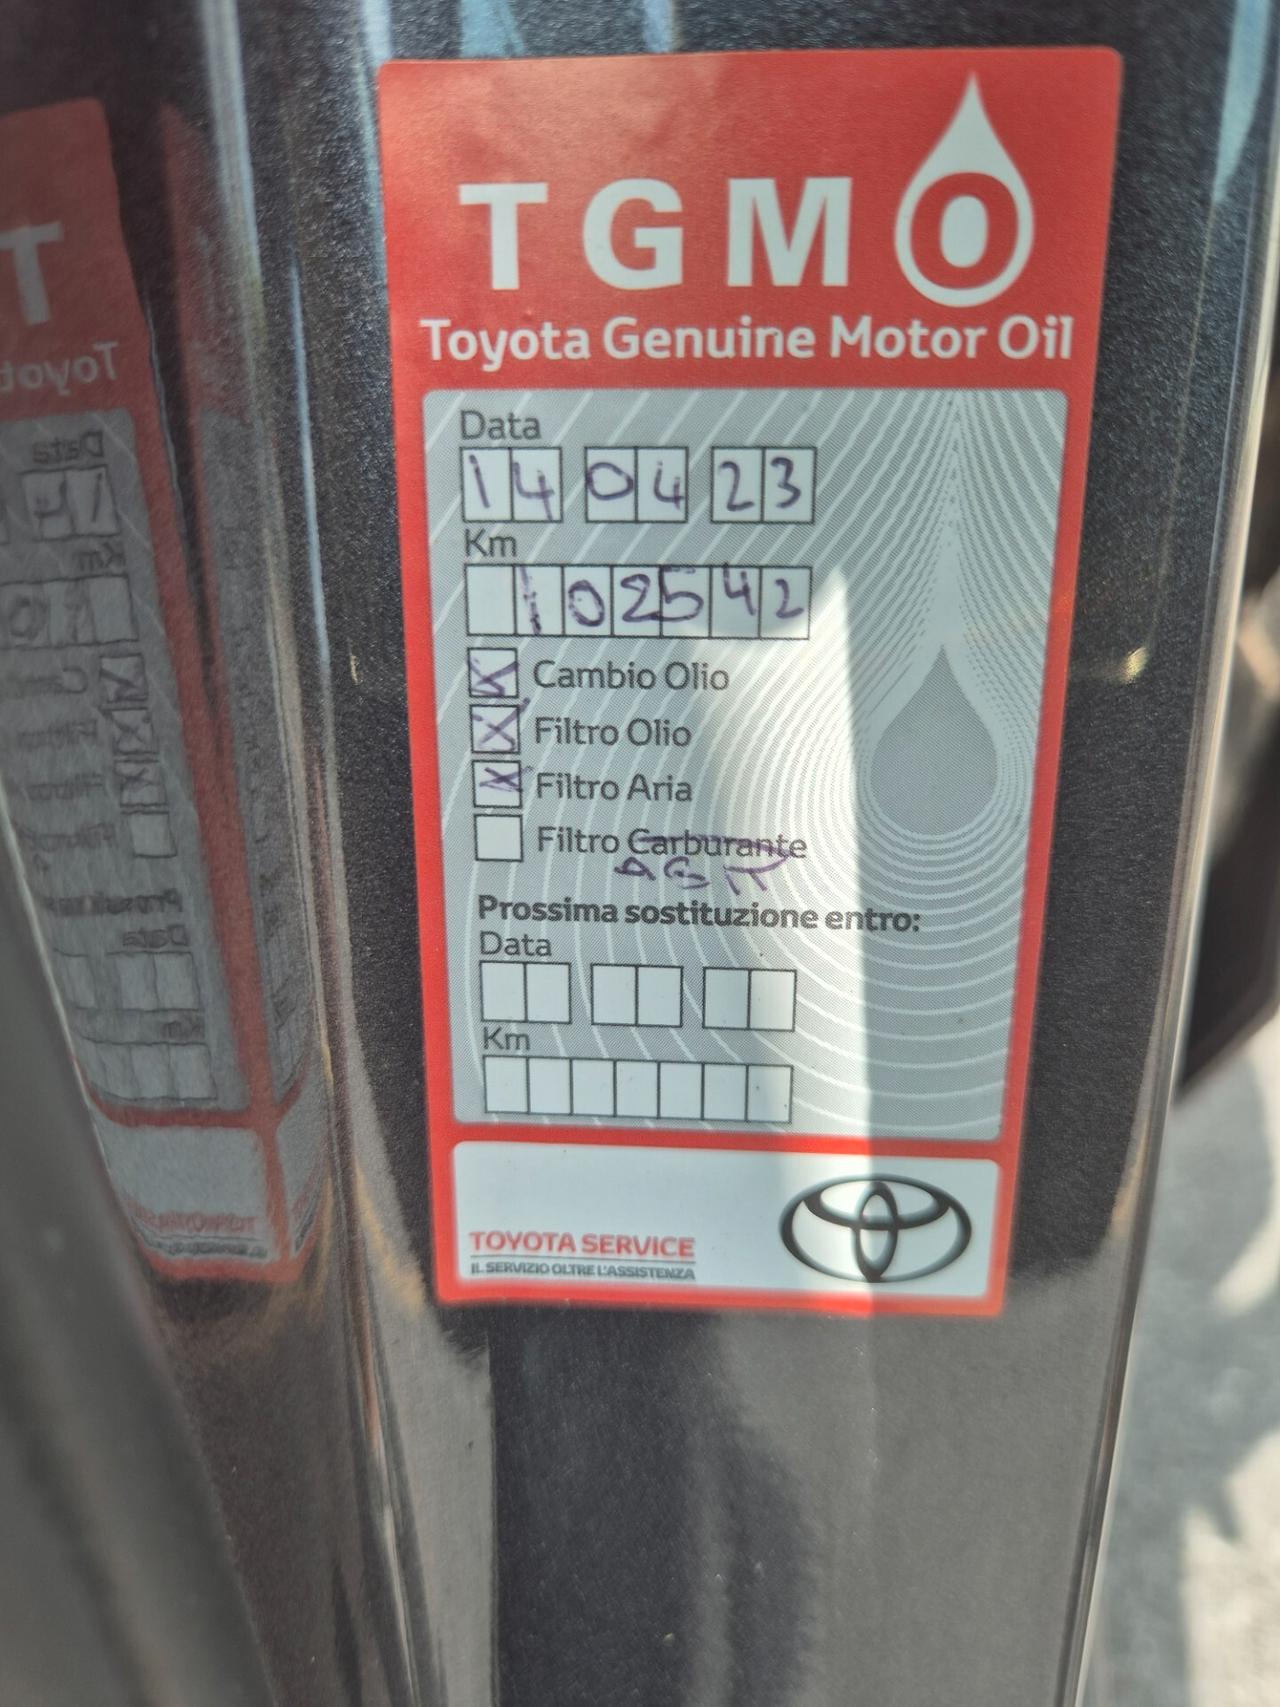 TGMO
Toyota Genuine Motor Oil
Data
14 04 23
Km
102542
Cambio Olio
Filtro Olio
Filtro Aria
Filtro Carburante
Prossima sostituzione entro:
Data
Km
TOYOTA SERVICE
IL SERVIZIO OLTRE L'ASSISTENZA